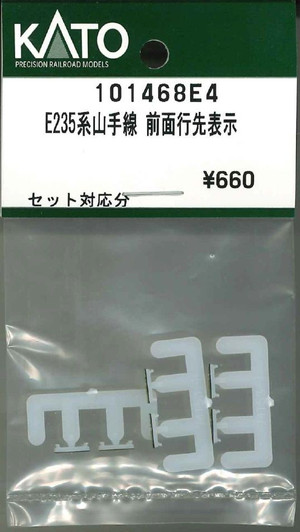 KATO
PRECISION RAILROAD MODELS
101468E4
E235系山手線 前面行先表示
¥660
セット対応分